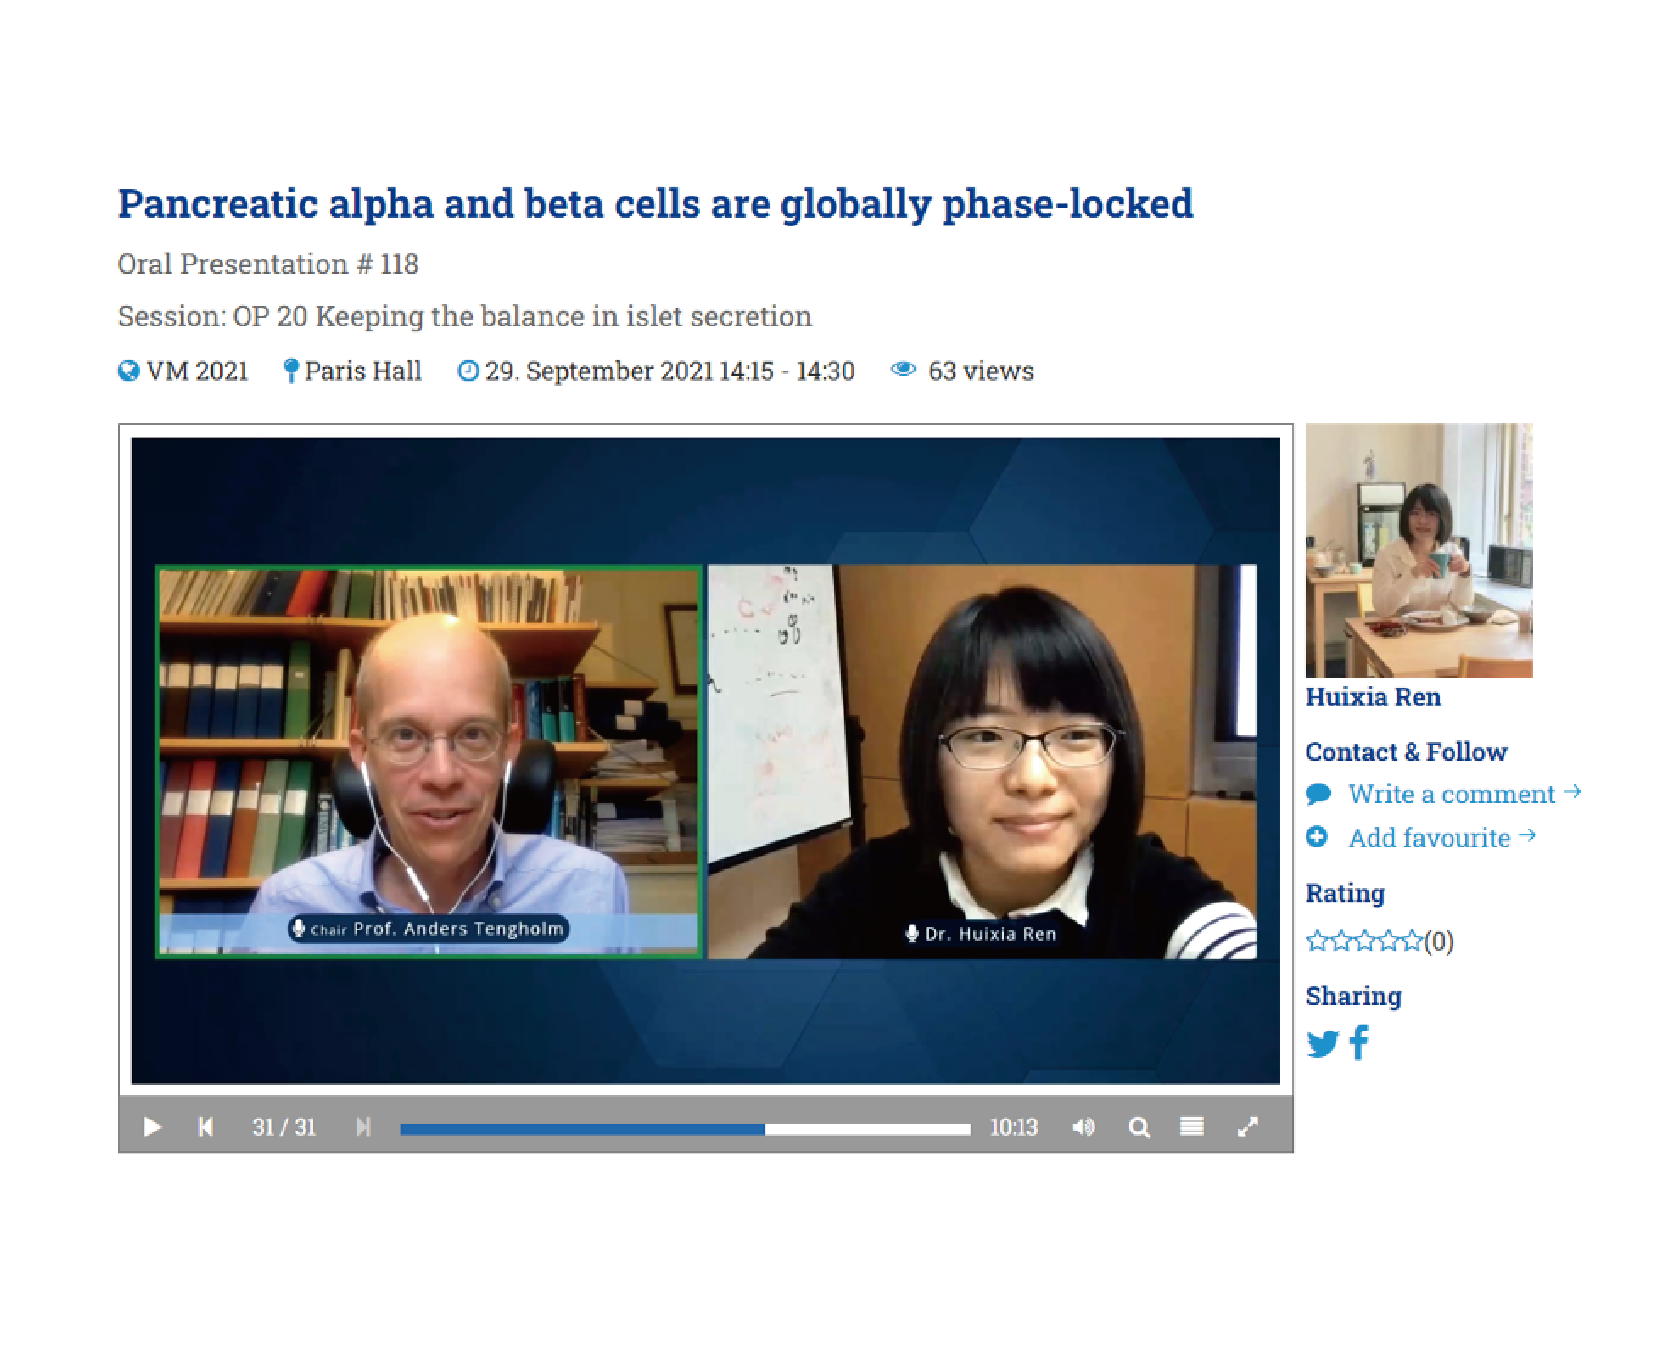 Pancreatic alpha and beta cells are globally phase-locked
Oral Presentation # 118
Session: OP 20 Keeping the balance in islet secretion
VM 2021 Paris Hall 29. September 2021 14:15 - 14:30 63 views
Chair Prof. Anders Tengholm
Dr. Huixia Ren
31 / 31 10:13
Huixia Ren
Contact & Follow
Write a comment →
Add favourite →
Rating
(0)
Sharing